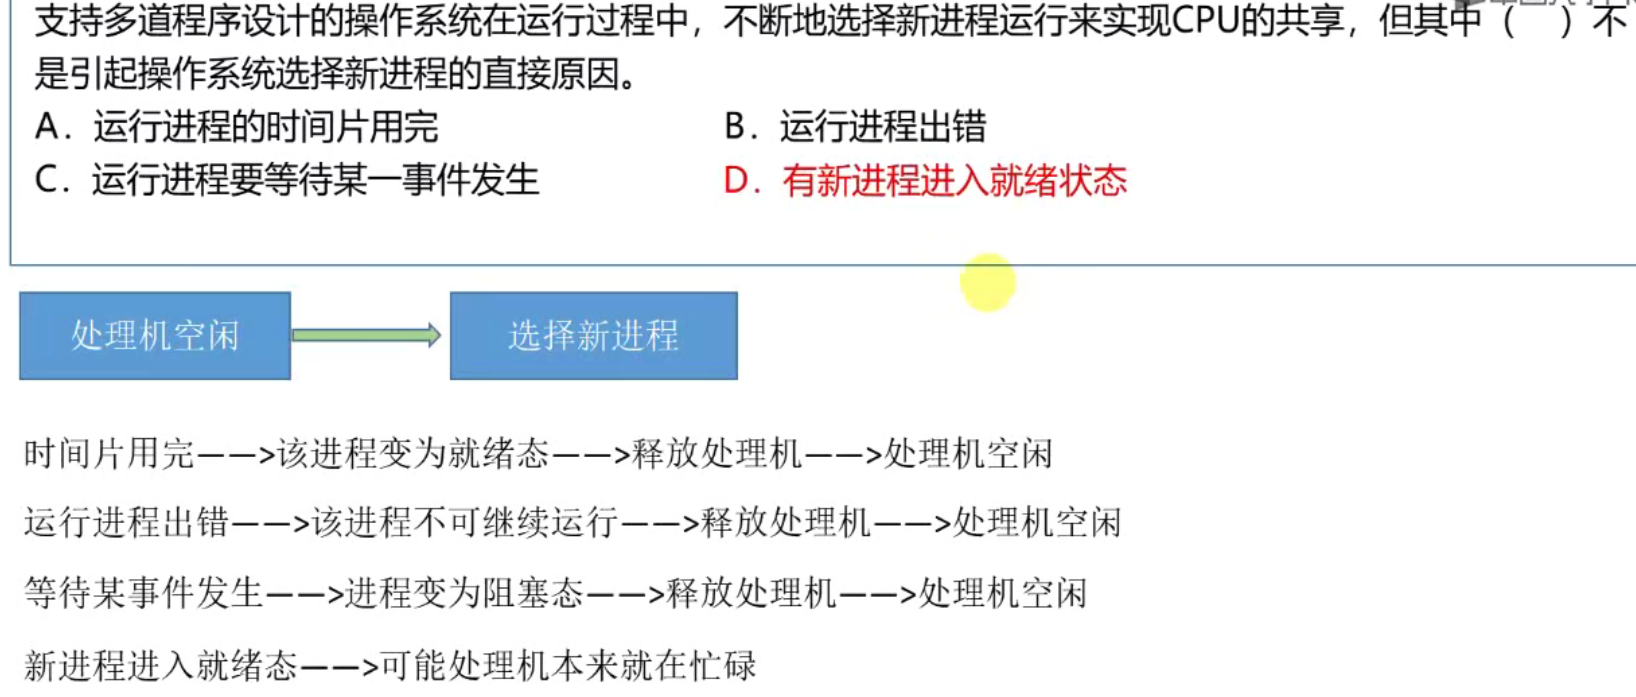 支持多道程序设计的操作系统在运行过程中，不断地选择新进程运行来实现CPU的共享，但其中（　）不
是引起操作系统选择新进程的直接原因。
A．运行进程的时间片用完 B．运行进程出错
C．运行进程要等待某一事件发生 D．有新进程进入就绪状态
处理机空闲 选择新进程
时间片用完——>该进程变为就绪态——>释放处理机——>处理机空闲
运行进程出错——>该进程不可继续运行——>释放处理机——>处理机空闲
等待某事件发生——>进程变为阻塞态——>释放处理机——>处理机空闲
新进程进入就绪态——>可能处理机本来就在忙碌